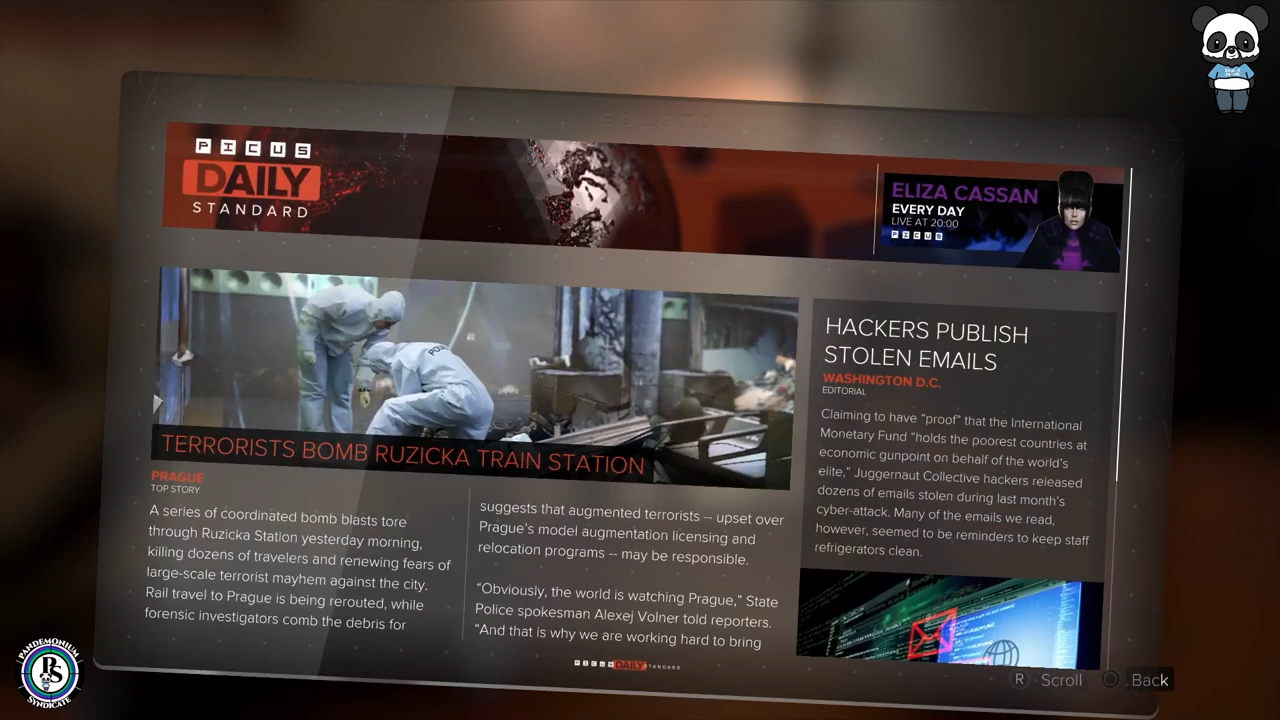 PICUS
DAILY
STANDARD
ELIZA CASSAN
EVERY DAY
LIVE AT 20:00
PICUS
TERRORISTS BOMB RUZICKA TRAIN STATION
PRAGUE
TOP STORY
A series of coordinated bomb blasts tore
through Ruzicka Station yesterday morning,
killing dozens of travelers and renewing fears of
large-scale terrorist mayhem against the city.
Rail travel to Prague is being rerouted, while
forensic investigators comb the debris for
suggests that augmented terrorists -- upset over
Prague's model augmentation licensing and
relocation programs -- may be responsible.
“Obviously, the world is watching Prague,” State
Police spokesman Alexej Volner told reporters.
“And that is why we are working hard to bring
HACKERS PUBLISH
STOLEN EMAILS
WASHINGTON D.C.
EDITORIAL
Claiming to have “proof” that the International
Monetary Fund “holds the poorest countries at
economic gunpoint on behalf of the world's
elite,” Juggernaut Collective hackers released
dozens of emails stolen during last month's
cyber-attack. Many of the emails we read,
however, seemed to be reminders to keep staff
refrigerators clean.
PICUS DAILY STANDARD
R Scroll Back
PANDEMONIUM
PS
SYNDICATE